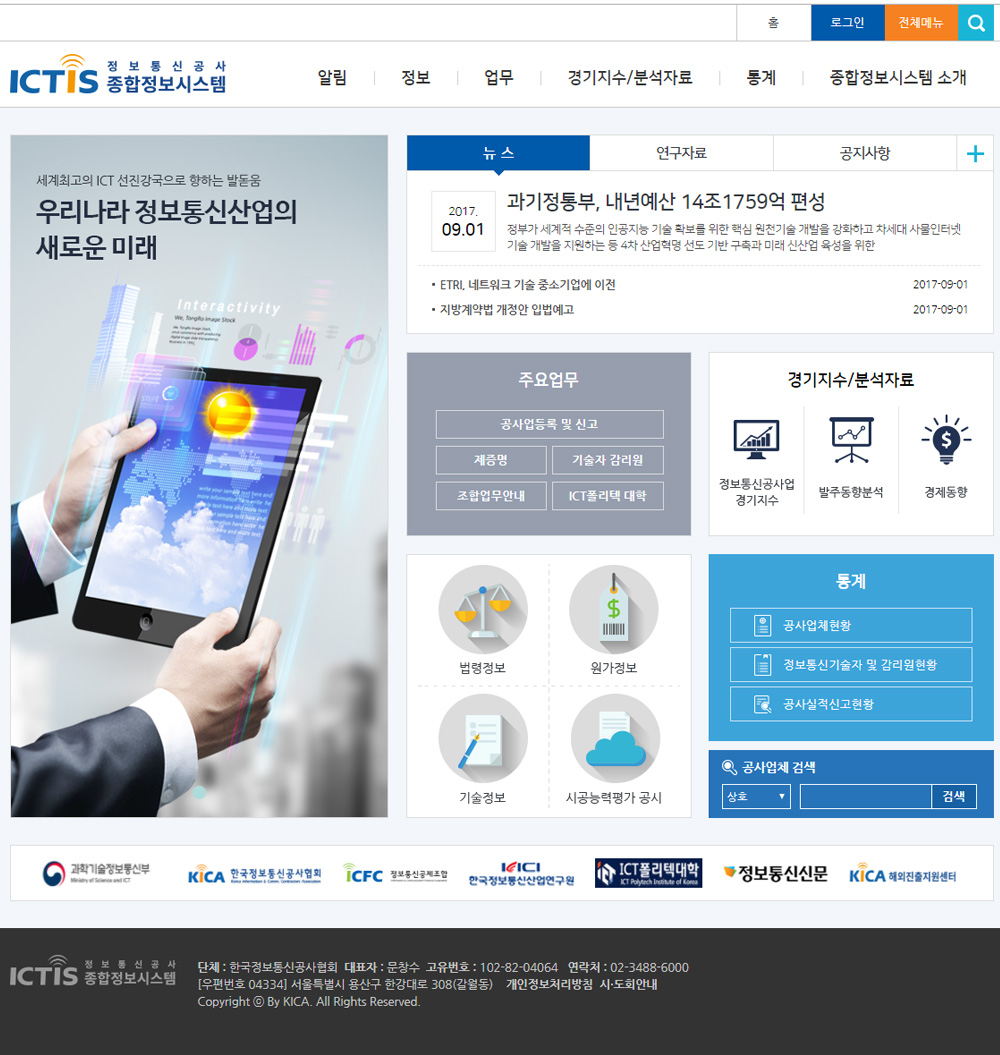 홈
로그인
전체메뉴
ICTIS 정보통신공사 종합정보시스템
알림
정보
업무
경기지수/분석자료
통계
종합정보시스템 소개
세계최고의 ICT 선진강국으로 향하는 발돋움
우리나라 정보통신산업의
새로운 미래
Interactivity
We, TongRo Image Stock
뉴 스
연구자료
공지사항
2017.
09.01
과기정통부, 내년예산 14조1759억 편성
정부가 세계적 수준의 인공지능 기술 확보를 위한 핵심 원천기술 개발을 강화하고 차세대 사물인터넷
기술 개발을 지원하는 등 4차 산업혁명 선도 기반 구축과 미래 신산업 육성을 위한
ETRI, 네트워크 기술 중소기업에 이전 2017-09-01
지방계약법 개정안 입법예고 2017-09-01
주요업무
공사업등록 및 신고
제증명
기술자 감리원
조합업무안내
ICT폴리텍 대학
경기지수/분석자료
정보통신공사업
경기지수
발주동향분석
경제동향
법령정보
원가정보
기술정보
시공능력평가 공시
통계
공사업체현황
정보통신기술자 및 감리원현황
공사실적신고현황
공사업체 검색
상호
검색
과학기술정보통신부
Ministry of Science and ICT
KICA 한국정보통신공사협회
ICFC 정보통신공제조합
KICI
한국정보통신산업연구원
ICT폴리텍대학
ICT Polytech Institute of Korea
정보통신신문
KICA 해외진출지원센터
ICTIS 정보통신공사 종합정보시스템
단체 : 한국정보통신공사협회 대표자 : 문창수 고유번호 : 102-82-04064 연락처 : 02-3488-6000
[우편번호 04334] 서울특별시 용산구 한강대로 308(갈월동) 개인정보처리방침 시·도회안내
Copyright ⓒ By KICA. All Rights Reserved.